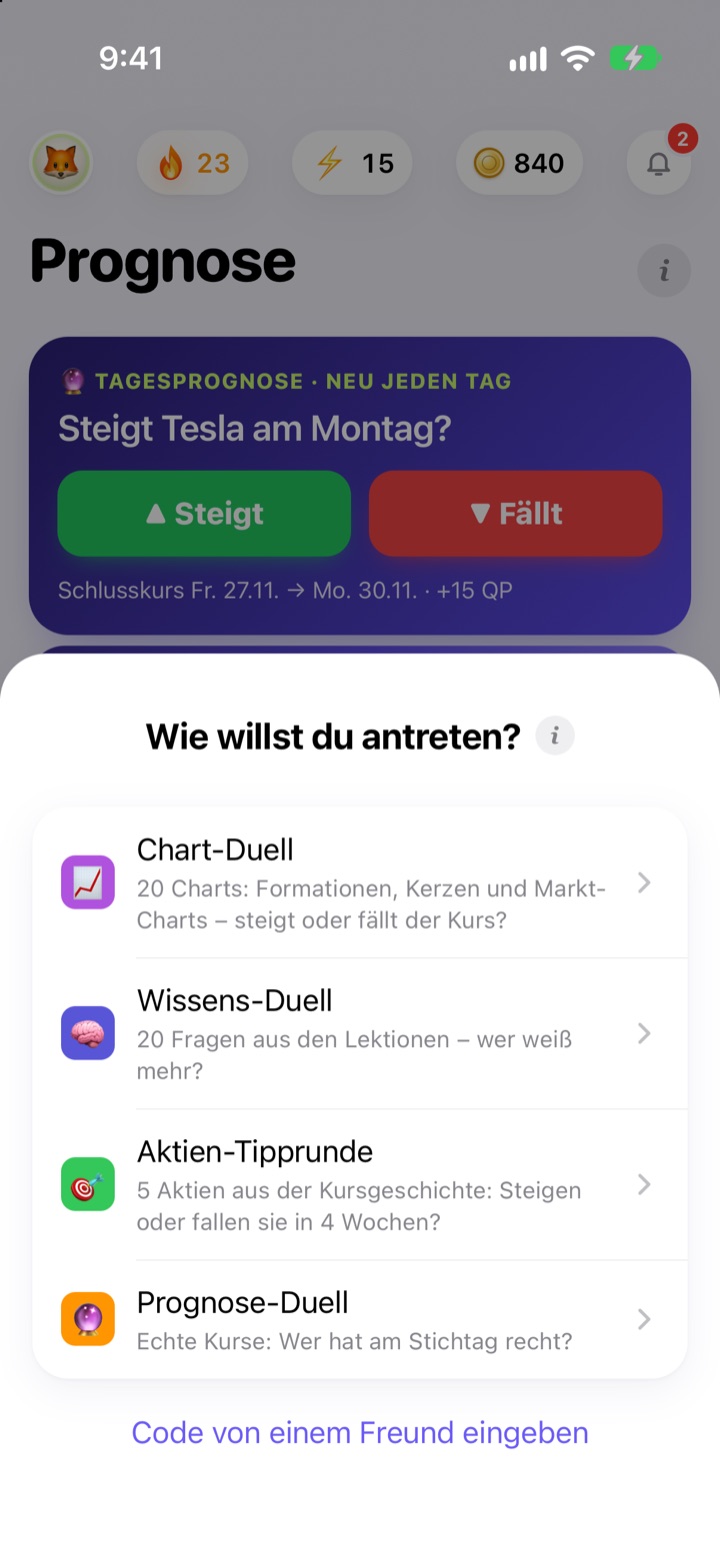 9:41
23
15
840
2
Prognose
i
TAGESPROGNOSE · NEU JEDEN TAG
Steigt Tesla am Montag?
▲ Steigt
▼ Fällt
Schlusskurs Fr. 27.11. → Mo. 30.11. · +15 QP
Wie willst du antreten?
i
Chart-Duell
20 Charts: Formationen, Kerzen und Markt-
Charts – steigt oder fällt der Kurs?
Wissens-Duell
20 Fragen aus den Lektionen – wer weiß
mehr?
Aktien-Tipprunde
5 Aktien aus der Kursgeschichte: Steigen
oder fallen sie in 4 Wochen?
Prognose-Duell
Echte Kurse: Wer hat am Stichtag recht?
Code von einem Freund eingeben